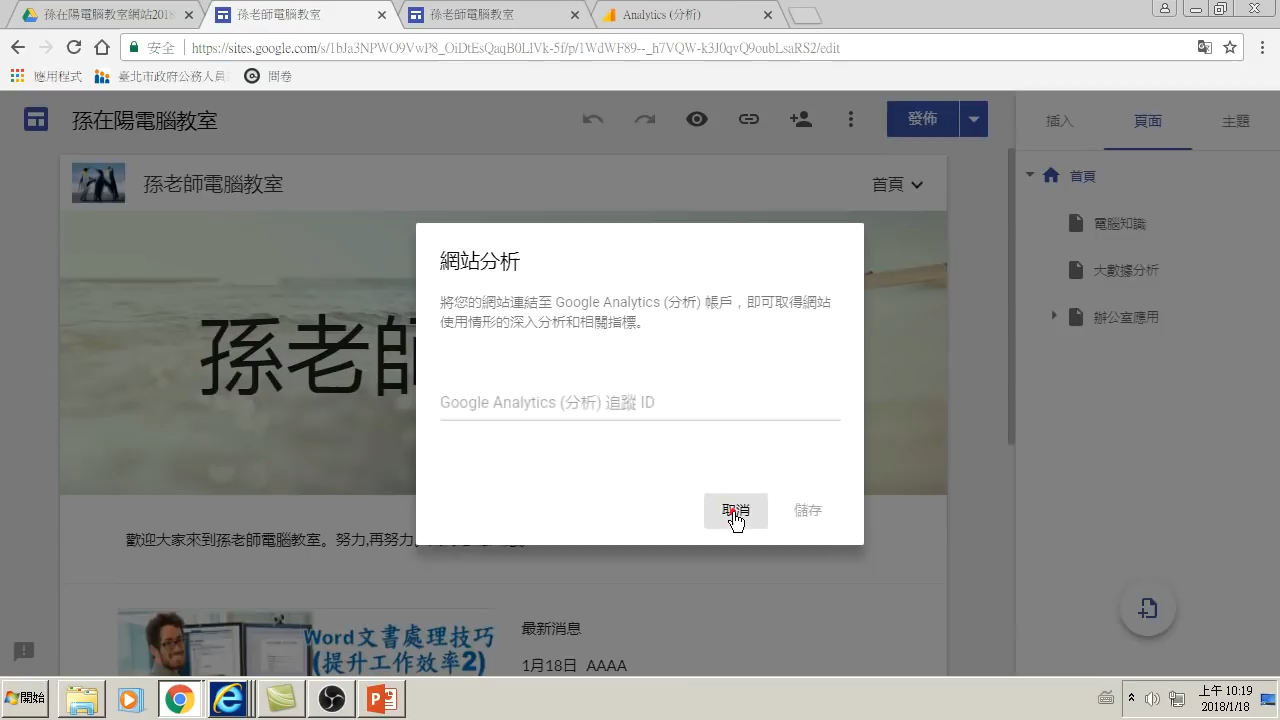 孫在陽電腦教室網站201
孫老師電腦教室
孫老師電腦教室
Analytics (分析)
安全
應用程式
臺北市政府公務人員
問卷
孫在陽電腦教室
發佈
插入
頁面
主題
孫老師電腦教室
首頁
首頁
電腦知識
大數據分析
辦公室應用
孫老師
網站分析
將您的網站連結至 Google Analytics (分析) 帳戶，即可取得網站
使用情形的深入分析和相關指標。
Google Analytics (分析) 追蹤 ID
取消
儲存
歡迎大家來到孫老師電腦教室。努力,再努力,
Word文書處理技巧
(提升工作效率2)
最新消息
1月18日 AAAA
開始
上午 10:19
2018/1/18